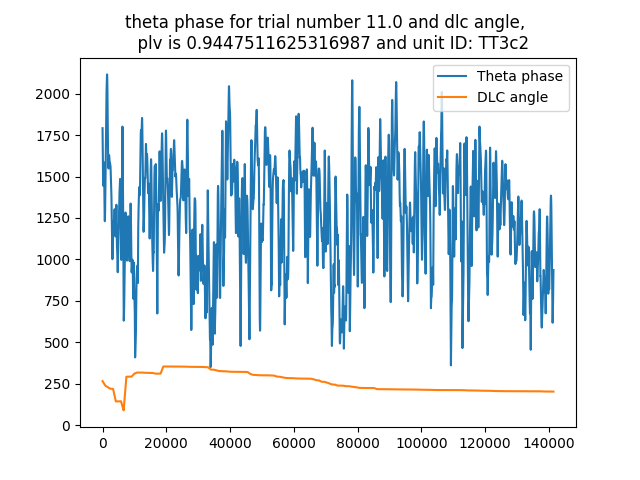 theta phase for trial number 11.0 and dlc angle,
plv is 0.9447511625316987 and unit ID: TT3c2
Theta phase
DLC angle
2000
1750
1500
1250
1000
750
500
250
0
0 20000 40000 60000 80000 100000 120000 140000